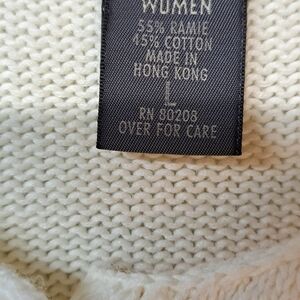 WOMEN
55% RAMIE
45% COTTON
MADE IN
HONG KONG
L
RN 80208
OVER FOR CARE